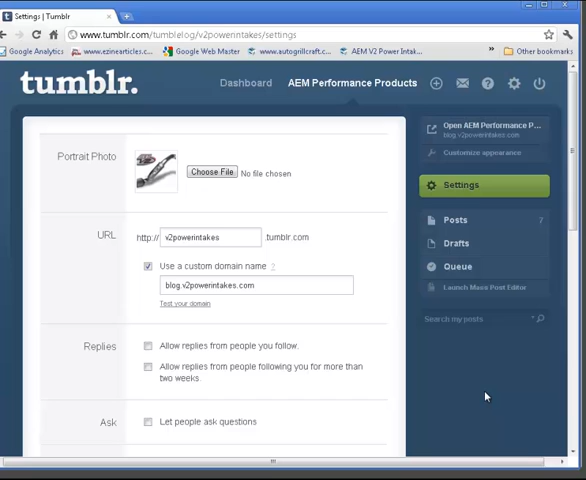 Settings | Tumblr
www.tumblr.com/tumblelog/v2powerintakes/settings
Google Analytics
www.ezinearticles.c...
Google Web Master
www.autogrillcraft.c...
AEM V2 Power Intak...
»
Other bookmarks
tumblr.
Dashboard
AEM Performance Products
Portrait Photo
Choose File No file chosen
URL
http:// v2powerintakes .tumblr.com
Use a custom domain name ?
blog.v2powerintakes.com
Test your domain
Replies
Allow replies from people you follow.
Allow replies from people following you for more than
two weeks.
Ask
Let people ask questions
Open AEM Performance P...
blog.v2powerintakes.com
Customize appearance
Settings
Posts 7
Drafts
Queue
Launch Mass Post Editor
Search my posts